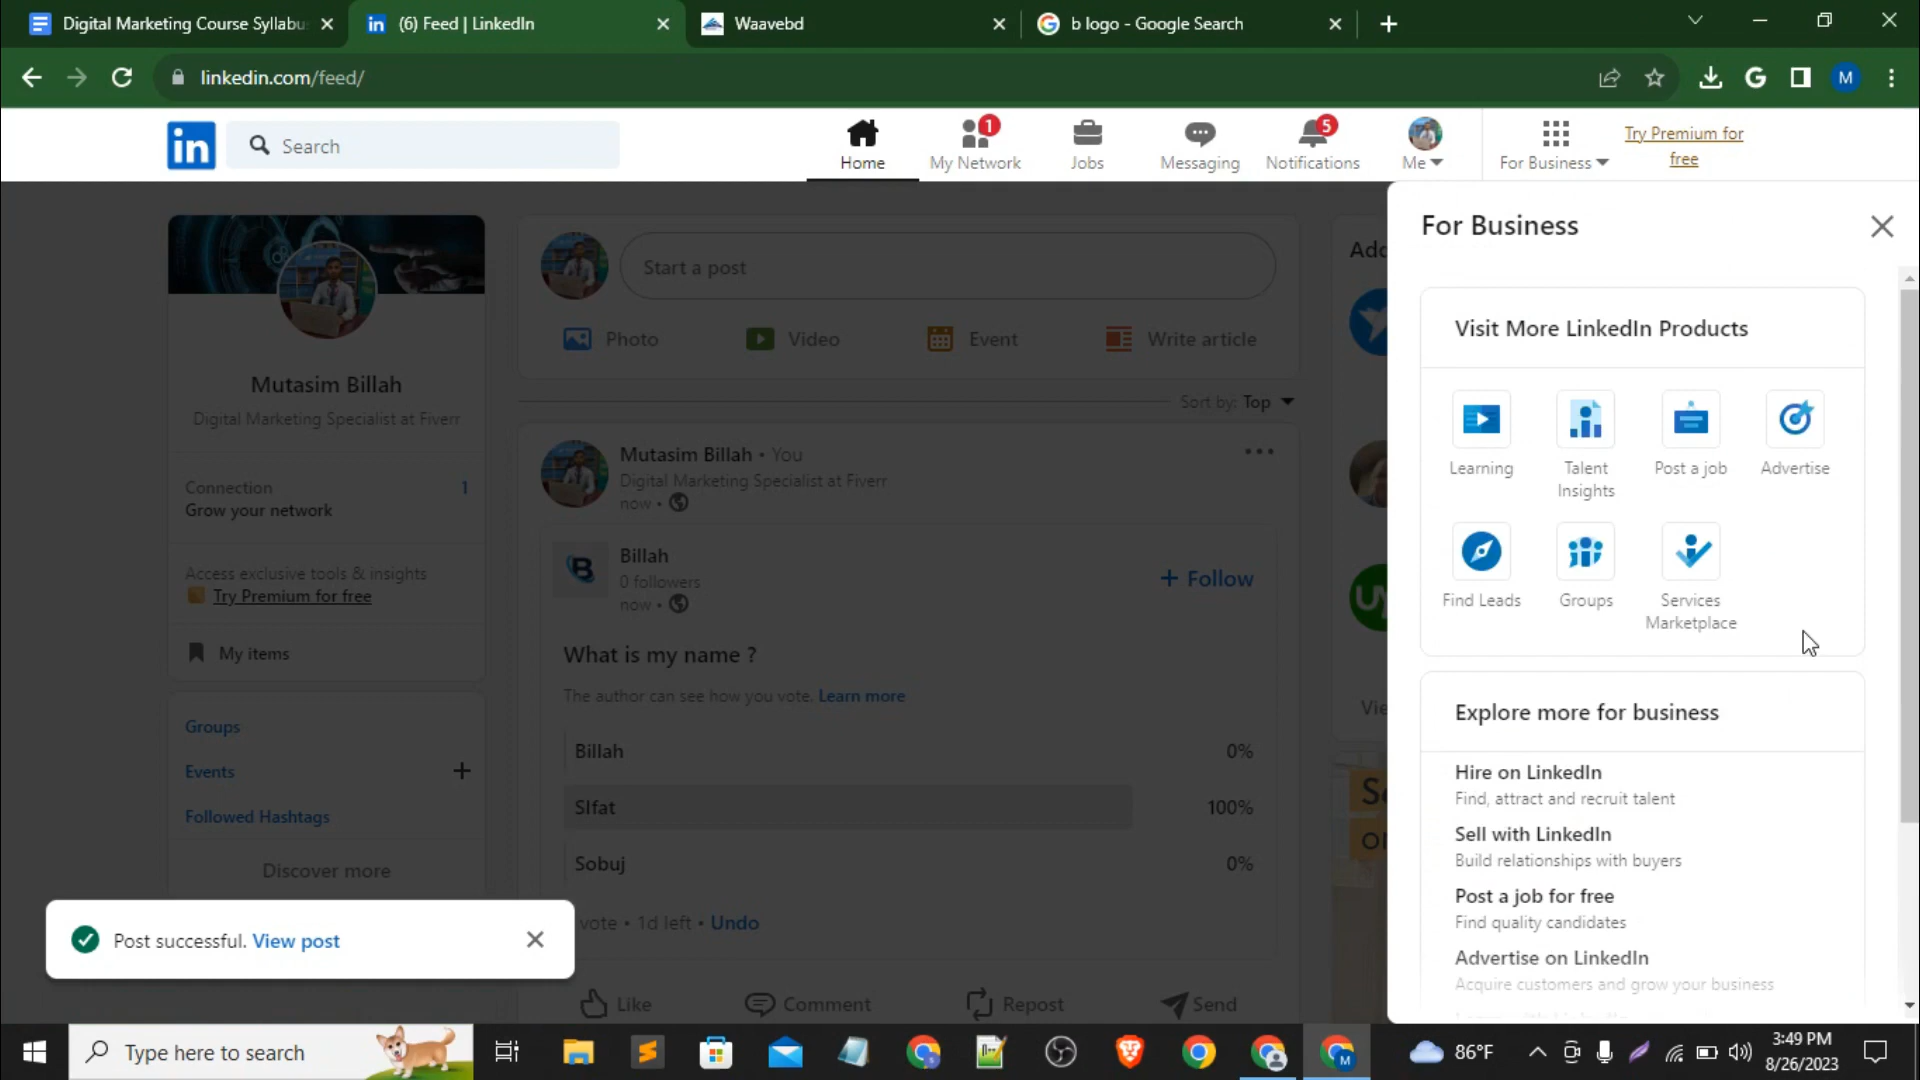 Digital Marketing Course Syllabu
(6) Feed | LinkedIn
Waavebd
b logo - Google Search
linkedin.com/feed/
M
in
Search
Home
1
My Network
Jobs
Messaging
5
Notifications
Me
For Business
Try Premium for
free
For Business
Visit More LinkedIn Products
Learning
Talent
Insights
Post a job
Advertise
Find Leads
Groups
Services
Marketplace
Explore more for business
Hire on LinkedIn
Find, attract and recruit talent
Sell with LinkedIn
Build relationships with buyers
Post a job for free
Find quality candidates
Advertise on LinkedIn
Acquire customers and grow your business
Mutasim Billah
Digital Marketing Specialist at Fiverr
Connection 1
Grow your network
Access exclusive tools & insights
Try Premium for free
My items
Groups
Events
Followed Hashtags
Discover more
Start a post
Photo
Video
Event
Write article
Sort by: Top
Mutasim Billah • You
Digital Marketing Specialist at Fiverr
now •
B
Billah
0 followers
now •
+ Follow
What is my name ?
The author can see how you vote. Learn more
Billah 0%
SIfat 100%
Sobuj 0%
vote • 1d left • Undo
Like
Comment
Repost
Send
Post successful. View post
Type here to search
86°F
3:49 PM
8/26/2023